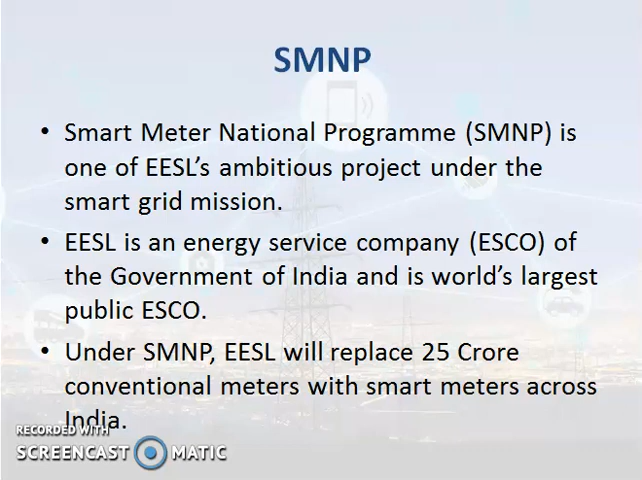 SMNP
• Smart Meter National Programme (SMNP) is
one of EESL's ambitious project under the
smart grid mission.
• EESL is an energy service company (ESCO) of
the Government of India and is world's largest
public ESCO.
• Under SMNP, EESL will replace 25 Crore
conventional meters with smart meters across
India.
RECORDED WITH
SCREENCAST MATIC